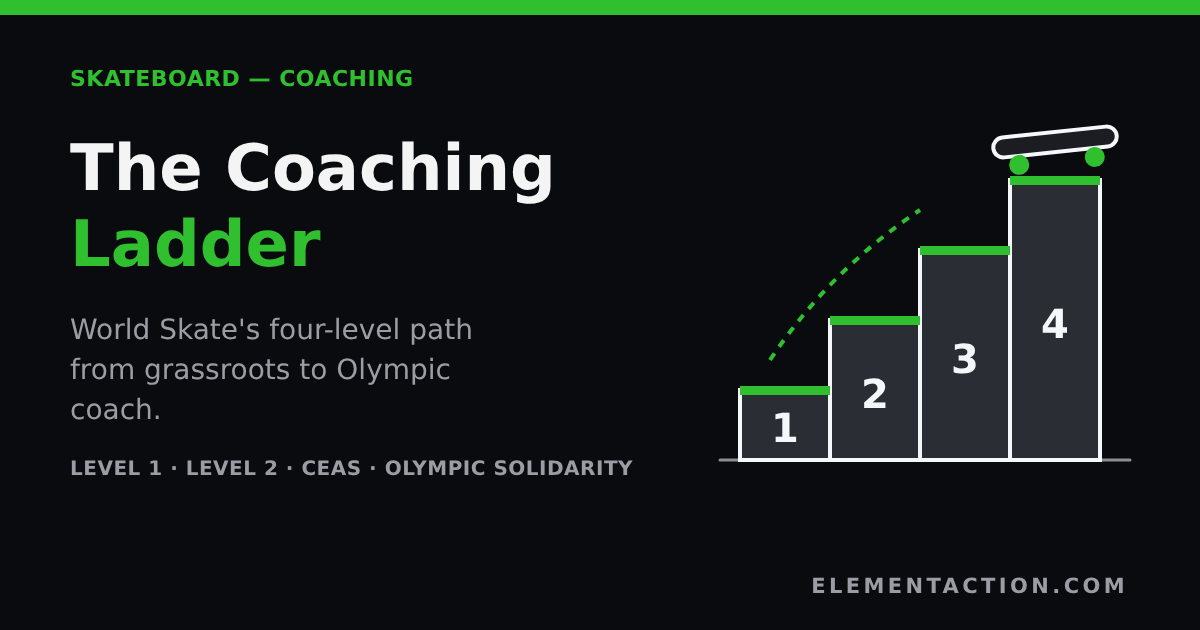 SKATEBOARD — COACHING
The Coaching
Ladder
World Skate's four-level path
from grassroots to Olympic
coach.
LEVEL 1 · LEVEL 2 · CEAS · OLYMPIC SOLIDARITY
1
2
3
4
ELEMENTACTION.COM